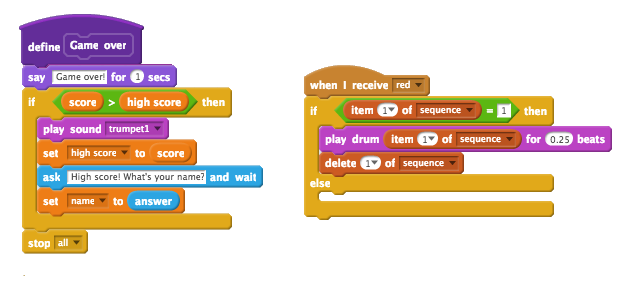 define Game over
say Game over! for 1 secs
if score > high score then
play sound trumpet1
set high score to score
ask High score! What's your name? and wait
set name to answer
stop all
when I receive red
if item 1 of sequence = 1 then
play drum item 1 of sequence for 0.25 beats
delete 1 of sequence
else